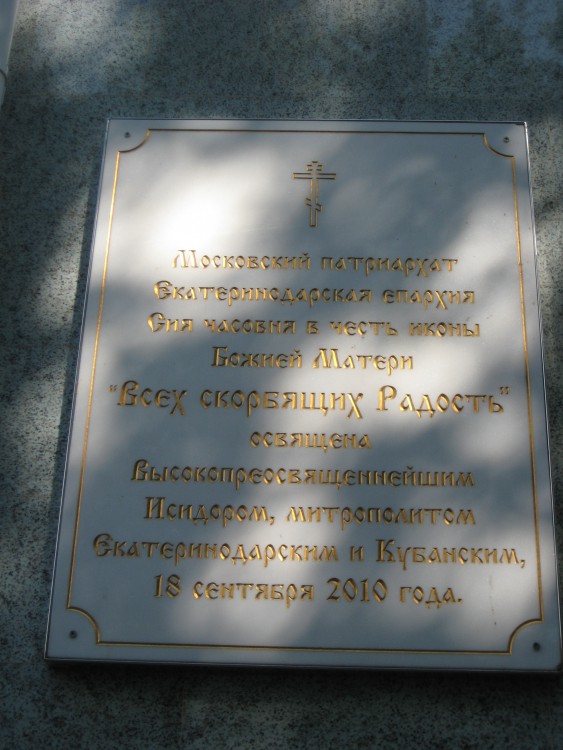 Московский патриархат
Екатеринодарская епархия
Сия часовня в честь иконы
Божией Матери
"Всех скорбящих Радость"
освящена
Высокопреосвященнейшим
Исидором, митрополитом
Екатеринодарским и Кубанским,
18 сентября 2010 года.